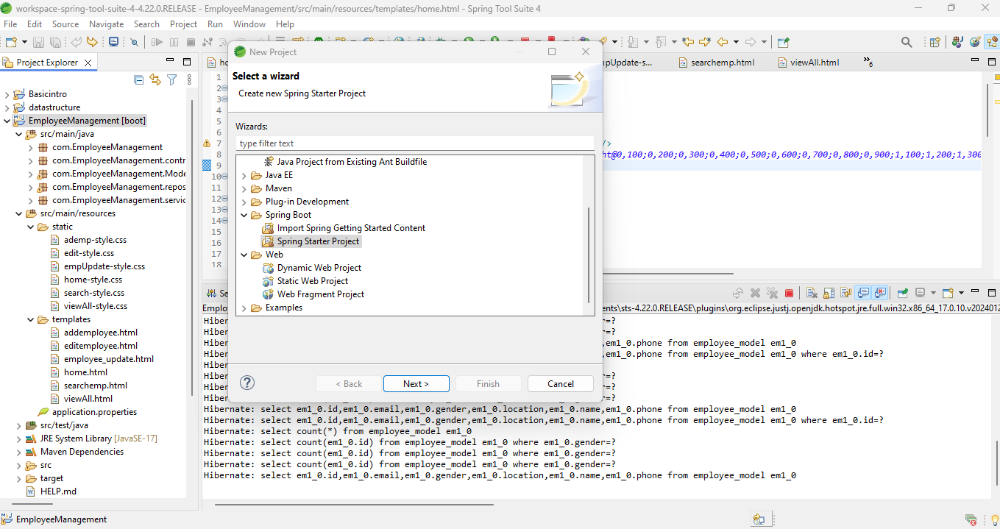 workspace-spring-tool-suite-4-4.22.0.RELEASE - EmployeeManagement/src/main/resources/templates/home.html - Spring Tool Suite 4
File Edit Source Navigate Search Project Run Window Help
Project Explorer
Basicintro
datastructure
EmployeeManagement [boot]
src/main/java
com.EmployeeManagement
com.EmployeeManagement.contr
com.EmployeeManagement.Mode
com.EmployeeManagement.repos
com.EmployeeManagement.servic
src/main/resources
static
ademp-style.css
edit-style.css
empUpdate-style.css
home-style.css
search-style.css
viewAll-style.css
templates
addemployee.html
editemployee.html
employee_update.html
home.html
searchemp.html
viewAll.html
application.properties
src/test/java
JRE System Library [JavaSE-17]
Maven Dependencies
src
target
HELP.md
EmployeeManagement
New Project
Select a wizard
Create new Spring Starter Project
Wizards:
type filter text
Java Project from Existing Ant Buildfile
Java EE
Maven
Plug-in Development
Spring Boot
Import Spring Getting Started Content
Spring Starter Project
Web
Dynamic Web Project
Static Web Project
Web Fragment Project
Examples
< Back Next > Finish Cancel
ho
npUpdate-s... searchemp.html viewAll.html »6
1
2
3
4
5
6
7 />
8 ht@0,100;0,200;0,300;0,400;0,500;0,600;0,700;0,800;0,900;1,100;1,200;1,300
9
10
11
12
13
14
15
16
17
18
Se
Emplo ents\sts-4.22.0.RELEASE\plugins\org.eclipse.justj.openjdk.hotspot.jre.full.win32.x86_64_17.0.10.v2024012
Hiber r=?
Hiber r=?
Hiber ,em1_0.phone from employee_model em1_0
Hiber ,em1_0.phone from employee_model em1_0 where em1_0.id=?
Hiber
Hiber r=?
Hiber r=?
Hiber r=?
Hibernate: select em1_0.id,em1_0.email,em1_0.gender,em1_0.location,em1_0.name,em1_0.phone from employee_model em1_0
Hibernate: select em1_0.id,em1_0.email,em1_0.gender,em1_0.location,em1_0.name,em1_0.phone from employee_model em1_0 where em1_0.id=?
Hibernate: select count(*) from employee_model em1_0
Hibernate: select count(em1_0.id) from employee_model em1_0 where em1_0.gender=?
Hibernate: select count(em1_0.id) from employee_model em1_0 where em1_0.gender=?
Hibernate: select count(em1_0.id) from employee_model em1_0 where em1_0.gender=?
Hibernate: select em1_0.id,em1_0.email,em1_0.gender,em1_0.location,em1_0.name,em1_0.phone from employee_model em1_0